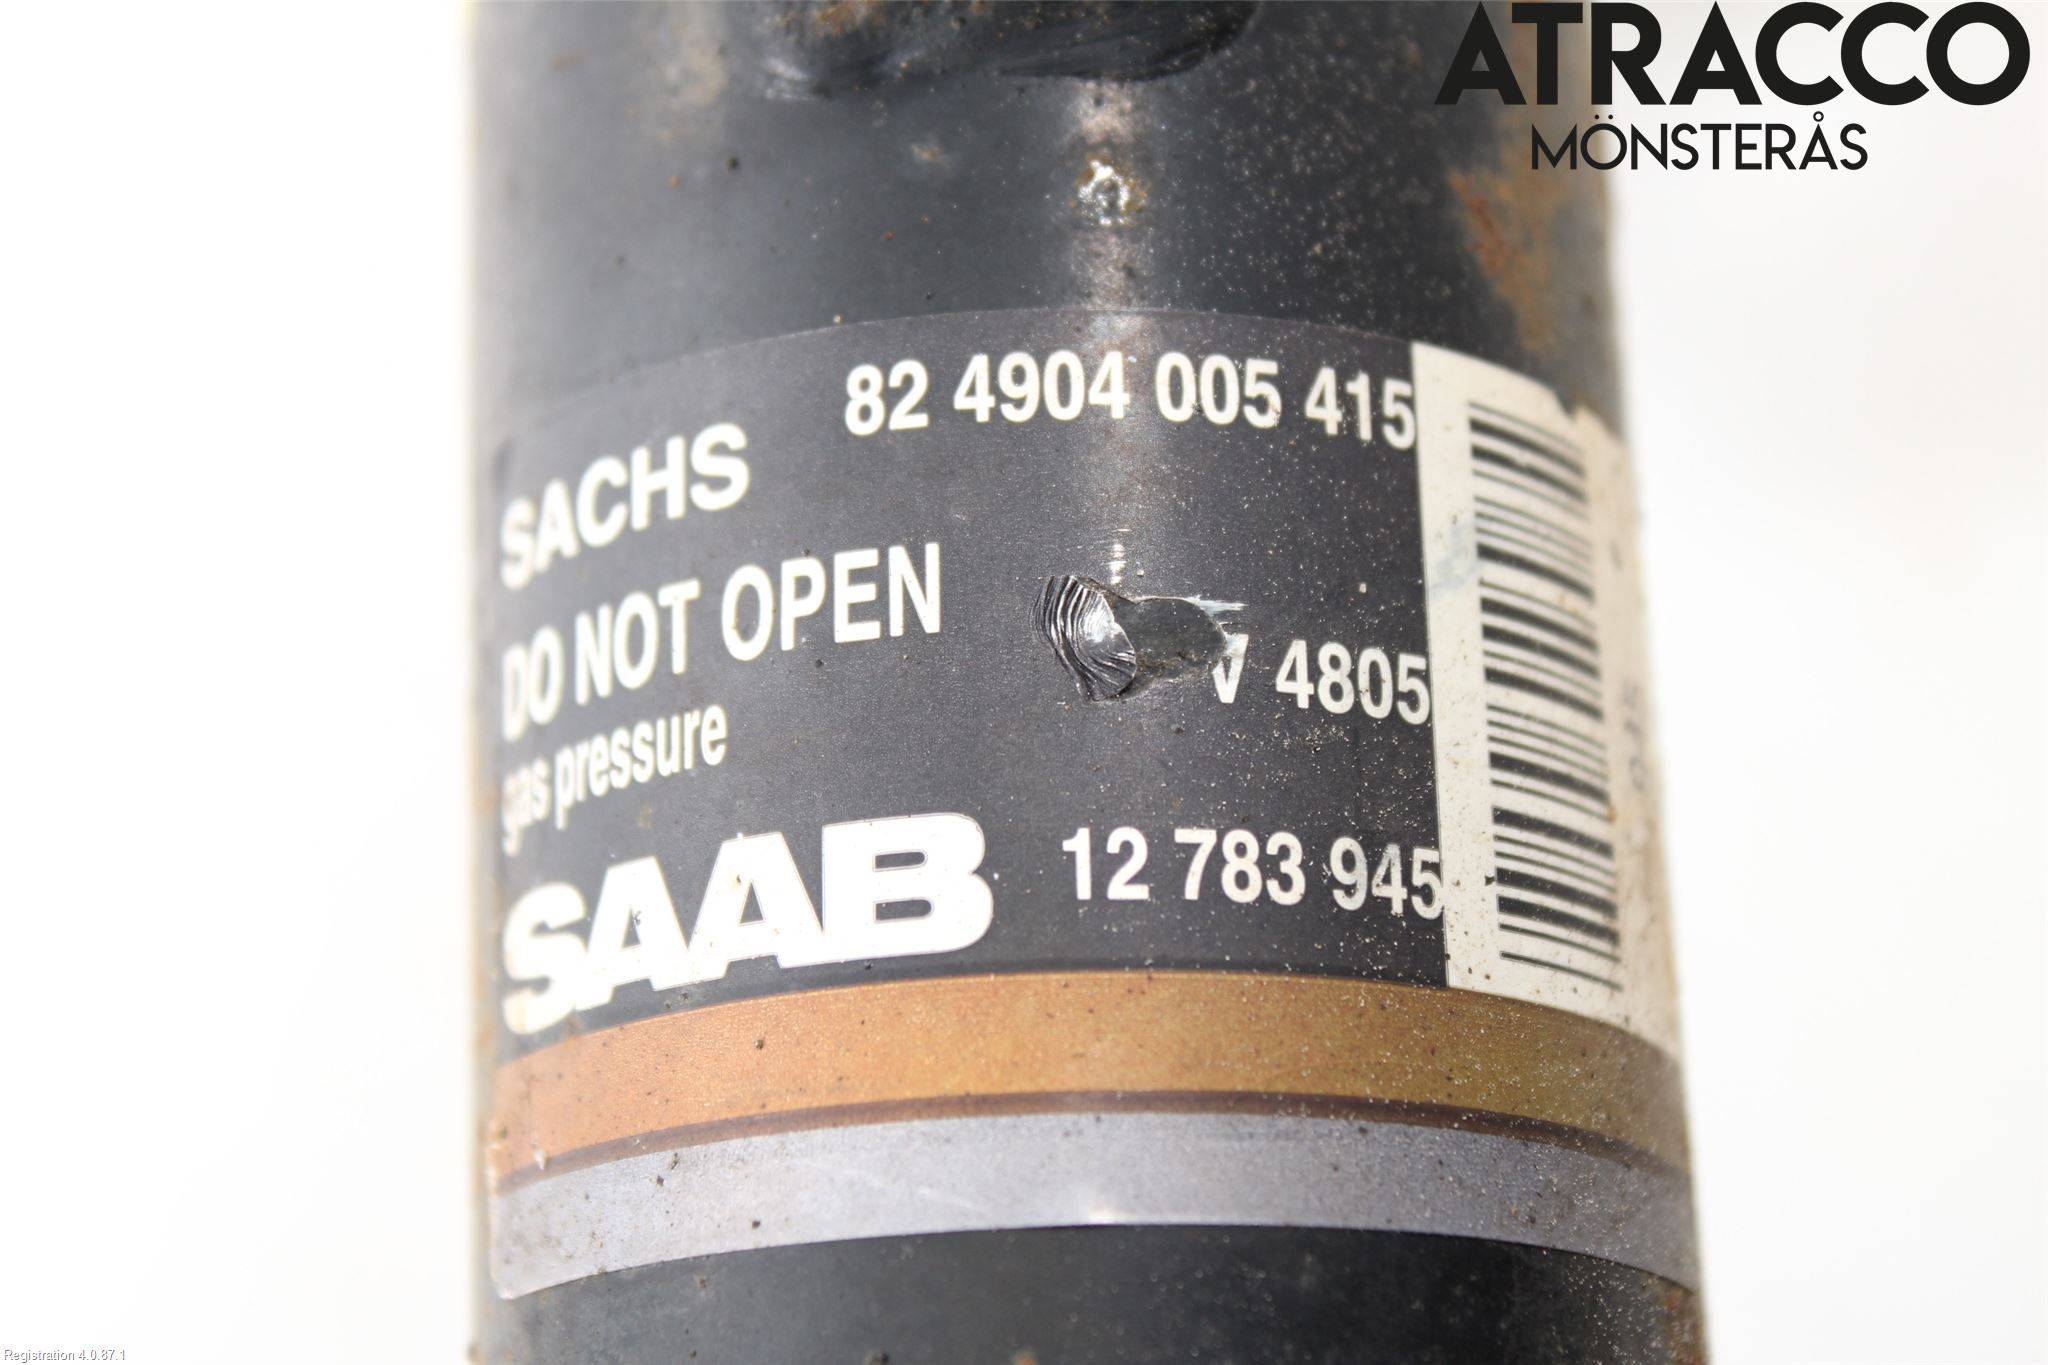 ATRACCO
MÖNSTERÅS
82 4904 005 415
SACHS
DO NOT OPEN
gas pressure
V 4805
SAAB
12 783 945
Registration 4.0.87.1